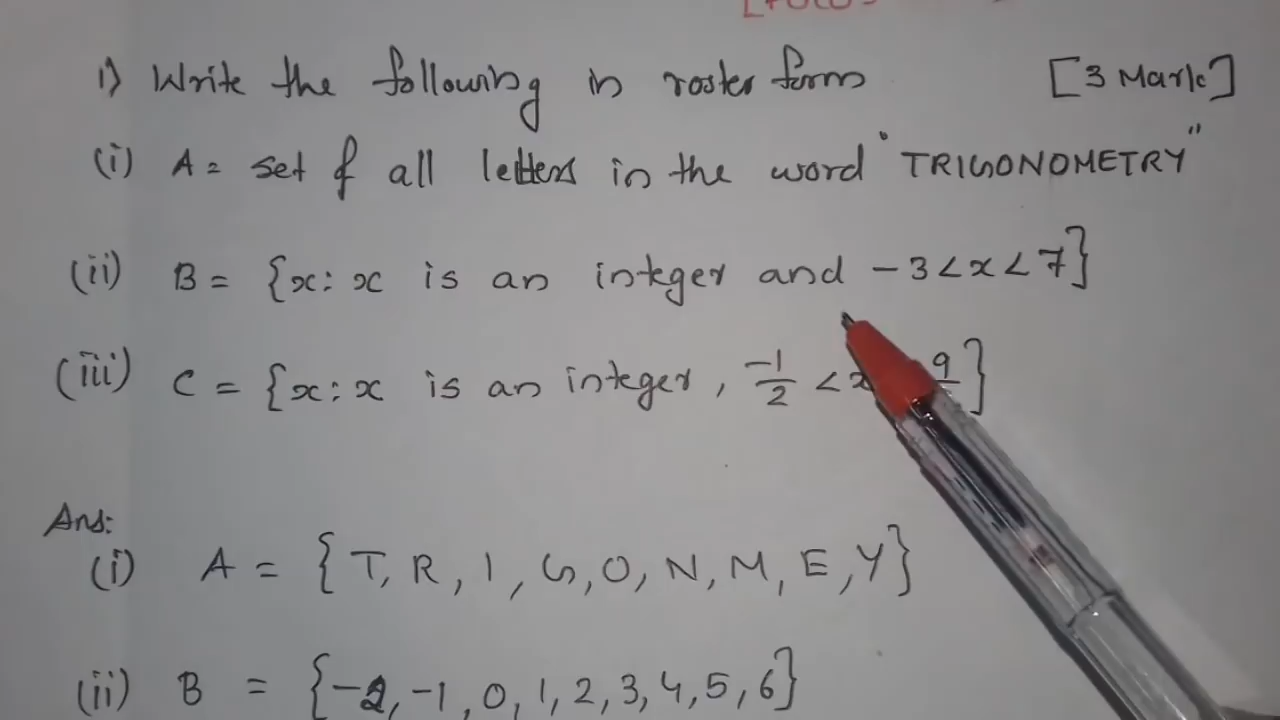 1) Write the following in roster form [3 Mark]
(i) A = set of all letters in the word "TRIGONOMETRY"
(ii) B = {x: x is an integer and -3 < x < 7}
(iii) C = {x: x is an integer, -1/2 < x 9 }
Ans:
(i) A = {T, R, I, G, O, N, M, E, Y}
(ii) B = {-2, -1, 0, 1, 2, 3, 4, 5, 6}